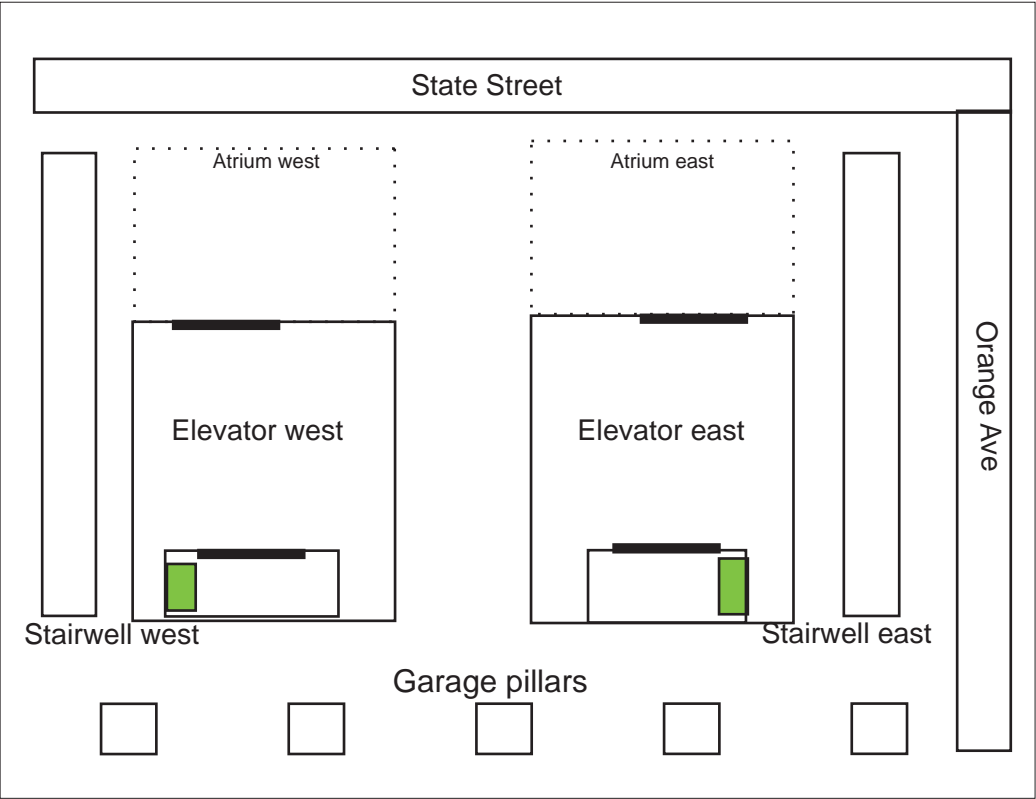 State Street
Atrium west
Atrium east
Orange Ave
Elevator west
Elevator east
Stairwell west
Stairwell east
Garage pillars